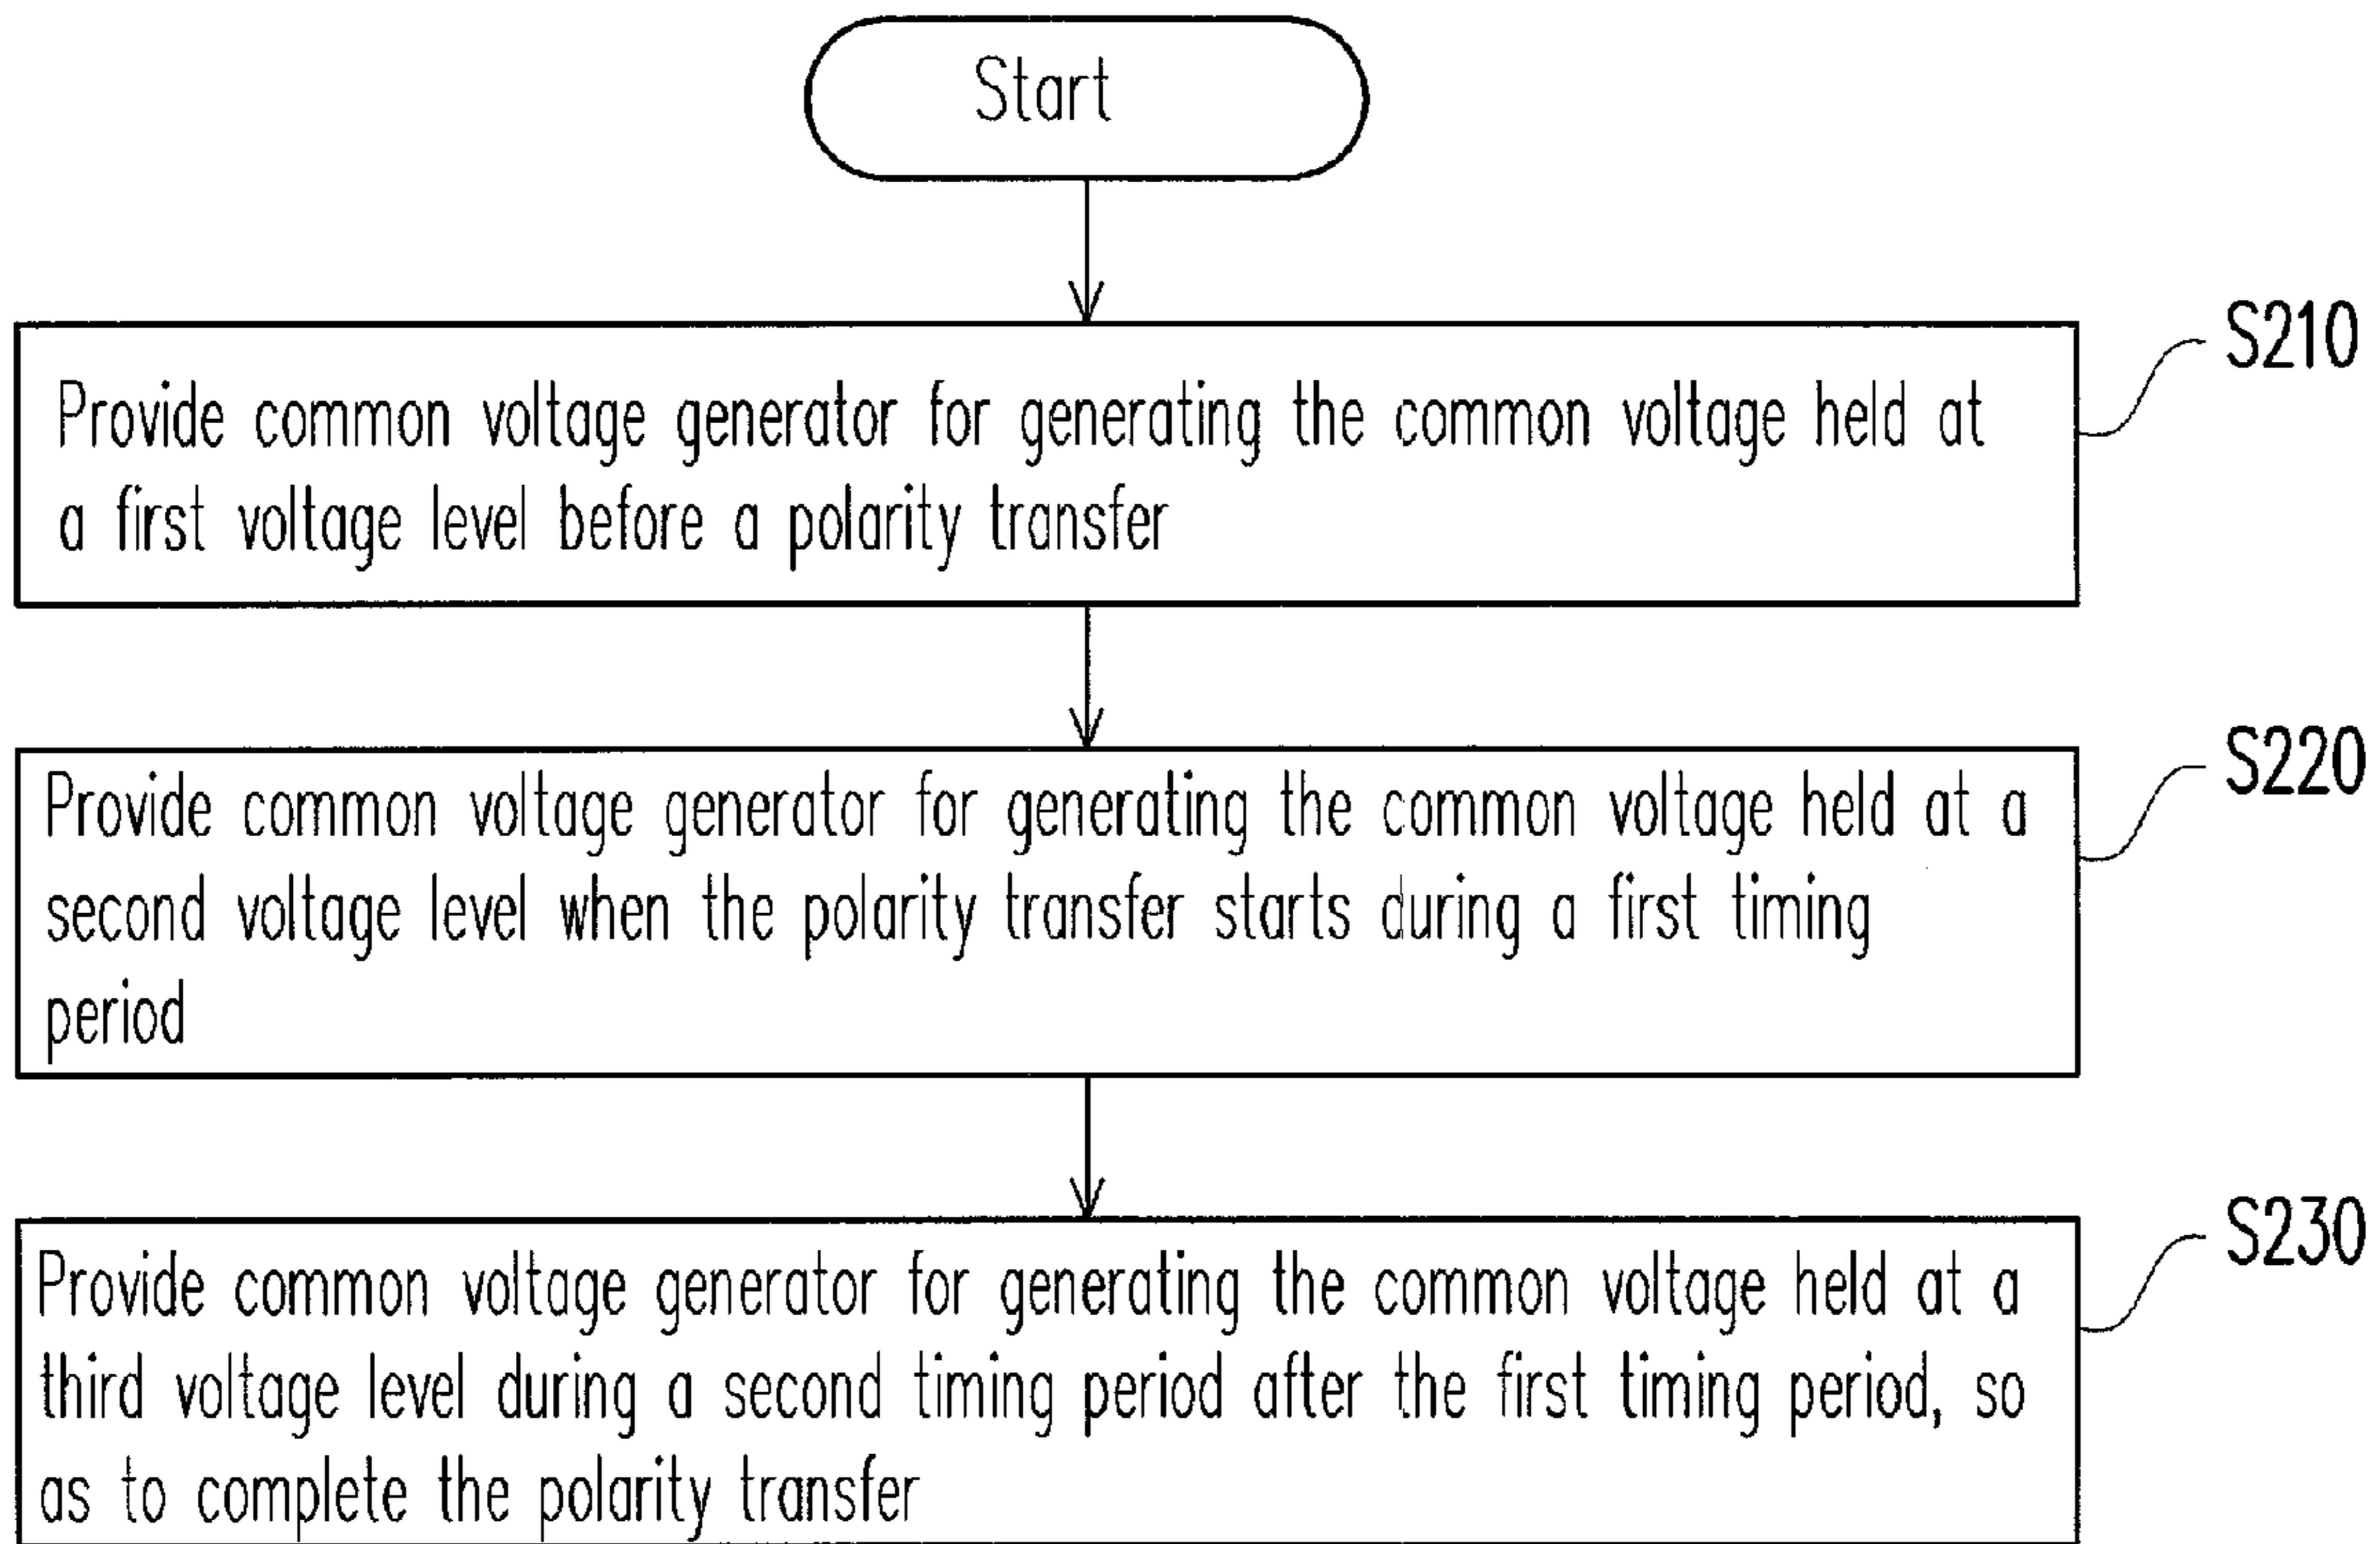 Start
S210
Provide common voltage generator for generating the common voltage held at
a first voltage level before a polarity transfer
S220
Provide common voltage generator for generating the common voltage held at a
second voltage level when the polarity transfer starts during a first timing
period
S230
Provide common voltage generator for generating the common voltage held at a
third voltage level during a second timing period after the first timing period, so
as to complete the polarity transfer